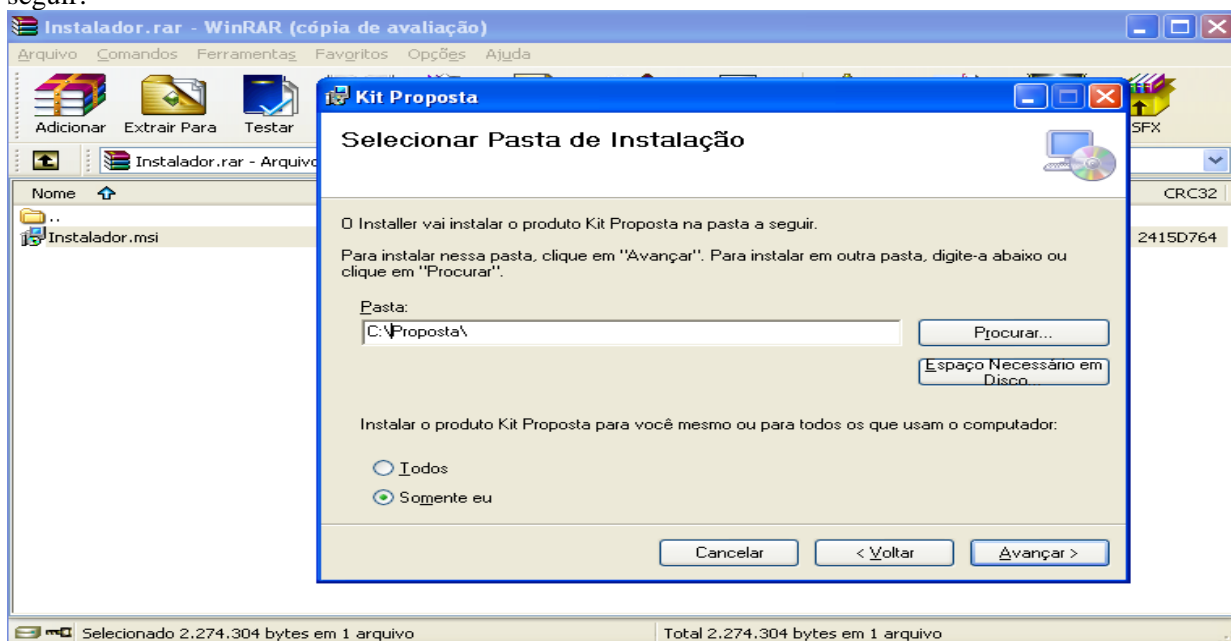 seguir:
Instalador.rar - WinRAR (cópia de avaliação)
Arquivo Comandos Ferramentas Favoritos Opções Ajuda
Adicionar Extrair Para Testar SFX
Instalador.rar - Arquivo
Nome CRC32
..
Instalador.msi 2415D764
Kit Proposta
Selecionar Pasta de Instalação
O Installer vai instalar o produto Kit Proposta na pasta a seguir.
Para instalar nessa pasta, clique em "Avançar". Para instalar em outra pasta, digite-a abaixo ou
clique em "Procurar".
Pasta:
C:\Proposta\
Procurar...
Espaço Necessário em
Disco...
Instalar o produto Kit Proposta para você mesmo ou para todos os que usam o computador:
Todos
Somente eu
Cancelar < Voltar Avançar >
Selecionado 2.274.304 bytes em 1 arquivo Total 2.274.304 bytes em 1 arquivo